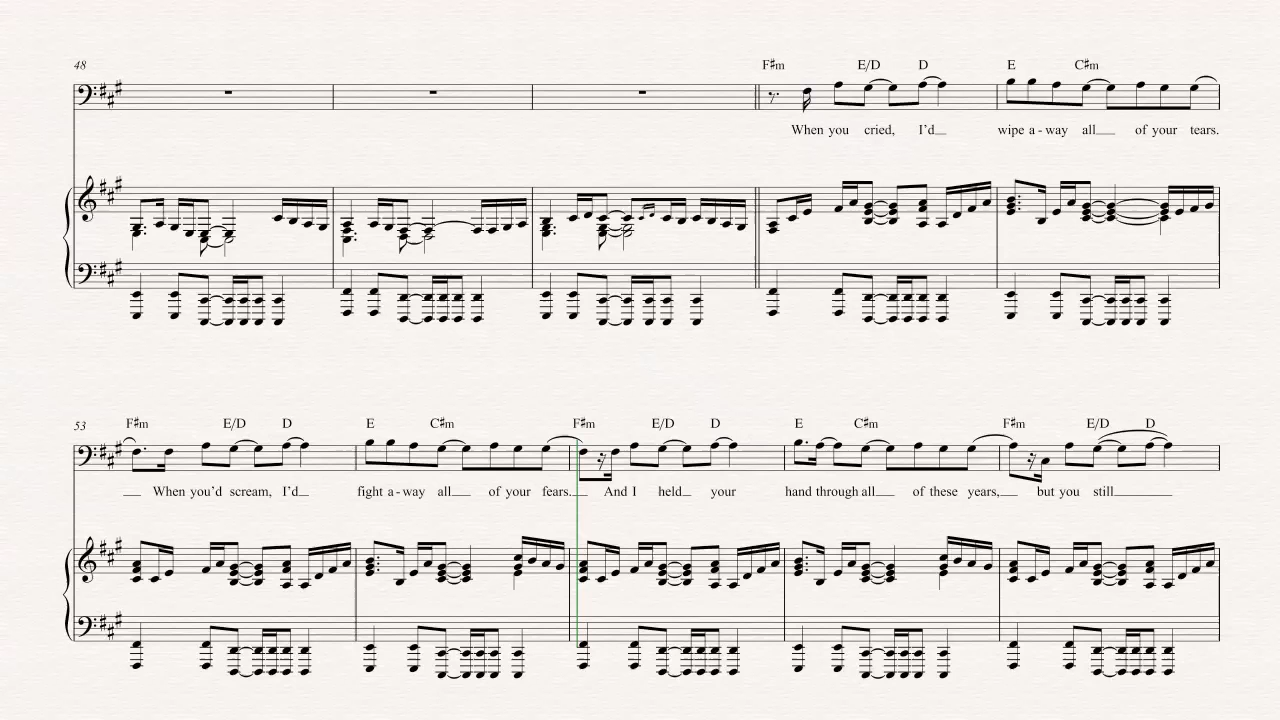 48
F♯m E/D D E C♯m
When you cried, I'd wipe a - way all of your tears.
53
F♯m E/D D E C♯m F♯m E/D D E C♯m F♯m E/D D
When you'd scream, I'd fight a - way all of your fears. And I held your hand through all of these years, but you still